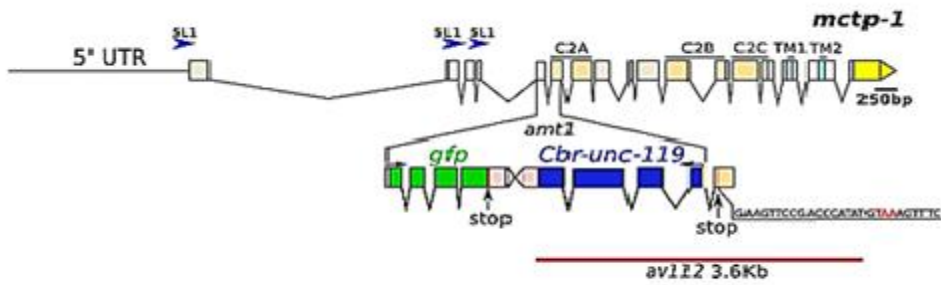 mctp-1
SL1
SL1 SL1
5" UTR
C2A C2B C2C TM1 TM2
250bp
amt1
gfp Cbr-unc-119
stop
stop
GAAGTTCCGACCCATATGTAAAGTTTC
av112 3.6Kb